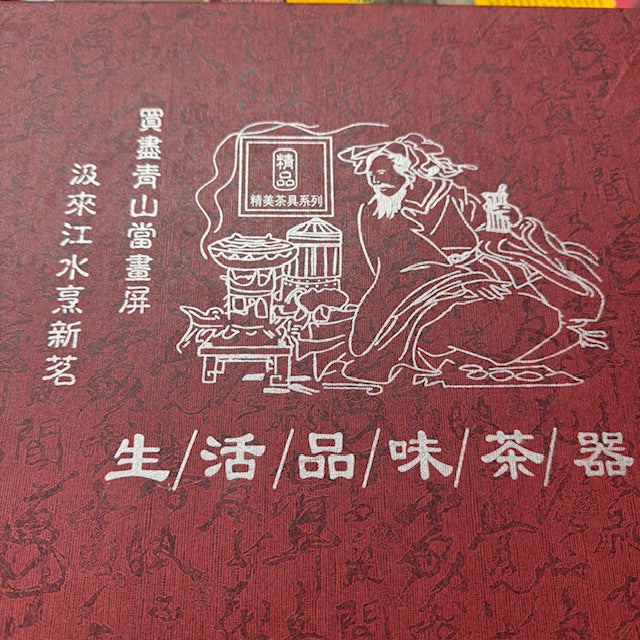 買盡青山當畫屏
汲來江水烹新茗
精品
精美茶具系列
生/活/品/味/茶/器